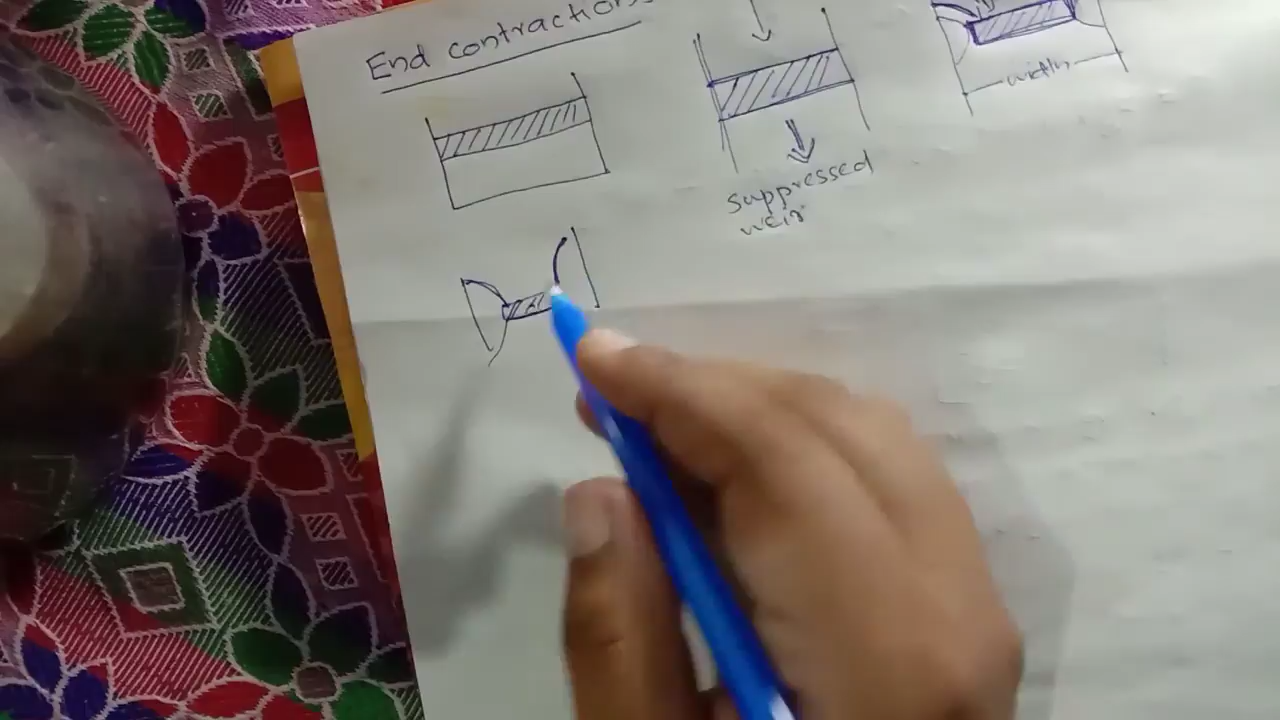 End contractions
width
suppressed
weir